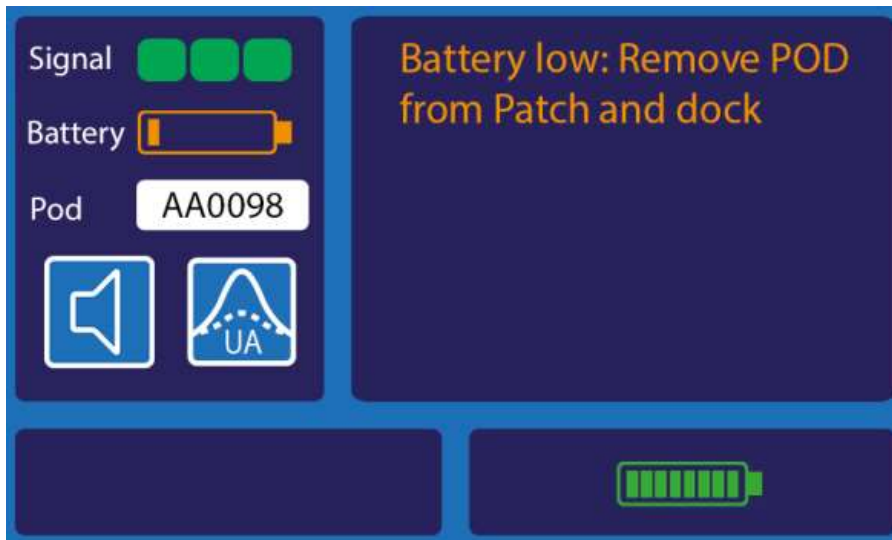 Signal
Battery
Pod AA0098
UA
Battery low: Remove POD
from Patch and dock